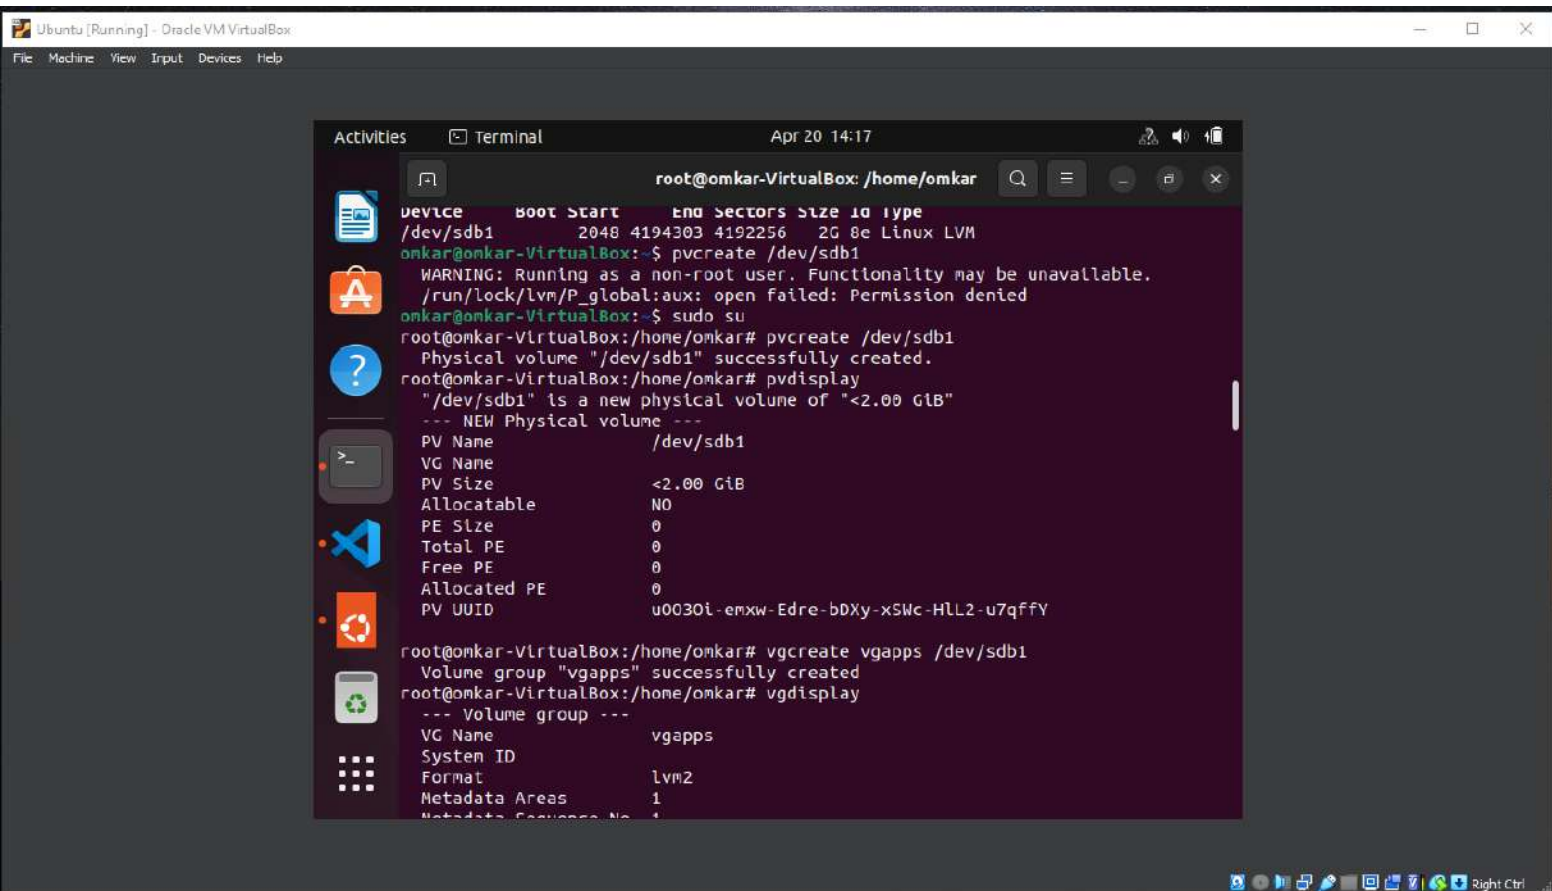 Ubuntu [Running] - Oracle VM VirtualBox
File Machine View Input Devices Help
Activities Terminal Apr 20 14:17
root@omkar-VirtualBox: /home/omkar
Device Boot Start End Sectors Size Id Type
/dev/sdb1 2048 4194303 4192256 2G 8e Linux LVM
omkar@omkar-VirtualBox:~$ pvcreate /dev/sdb1
WARNING: Running as a non-root user. Functionality may be unavailable.
/run/lock/lvm/P_global:aux: open failed: Permission denied
omkar@omkar-VirtualBox:~$ sudo su
root@omkar-VirtualBox:/home/omkar# pvcreate /dev/sdb1
Physical volume "/dev/sdb1" successfully created.
root@omkar-VirtualBox:/home/omkar# pvdisplay
"/dev/sdb1" is a new physical volume of "<2.00 GiB"
--- NEW Physical volume ---
PV Name /dev/sdb1
VG Name
PV Size <2.00 GiB
Allocatable NO
PE Size 0
Total PE 0
Free PE 0
Allocated PE 0
PV UUID uOO3Oi-emxw-Edre-bDXy-xSWc-HlL2-u7qffY
root@omkar-VirtualBox:/home/omkar# vgcreate vgapps /dev/sdb1
Volume group "vgapps" successfully created
root@omkar-VirtualBox:/home/omkar# vgdisplay
--- Volume group ---
VG Name vgapps
System ID
Format lvm2
Metadata Areas 1
Metadata Sequence No 1
Right Ctrl